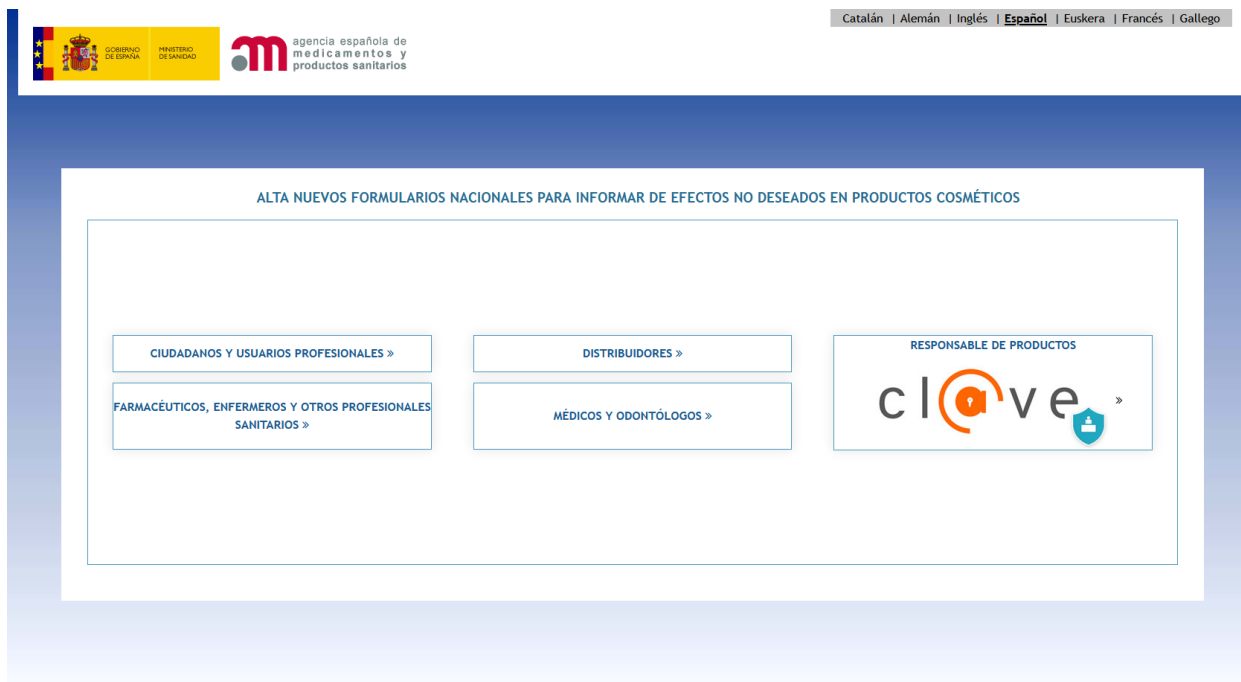 Catalán | Alemán | Inglés | Español | Euskera | Francés | Gallego
GOBIERNO
DE ESPAÑA
MINISTERIO
DE SANIDAD
agencia española de
medicamentos y
productos sanitarios
ALTA NUEVOS FORMULARIOS NACIONALES PARA INFORMAR DE EFECTOS NO DESEADOS EN PRODUCTOS COSMÉTICOS
CIUDADANOS Y USUARIOS PROFESIONALES »
DISTRIBUIDORES »
RESPONSABLE DE PRODUCTOS
cl@ve »
FARMACÉUTICOS, ENFERMEROS Y OTROS PROFESIONALES
SANITARIOS »
MÉDICOS Y ODONTÓLOGOS »